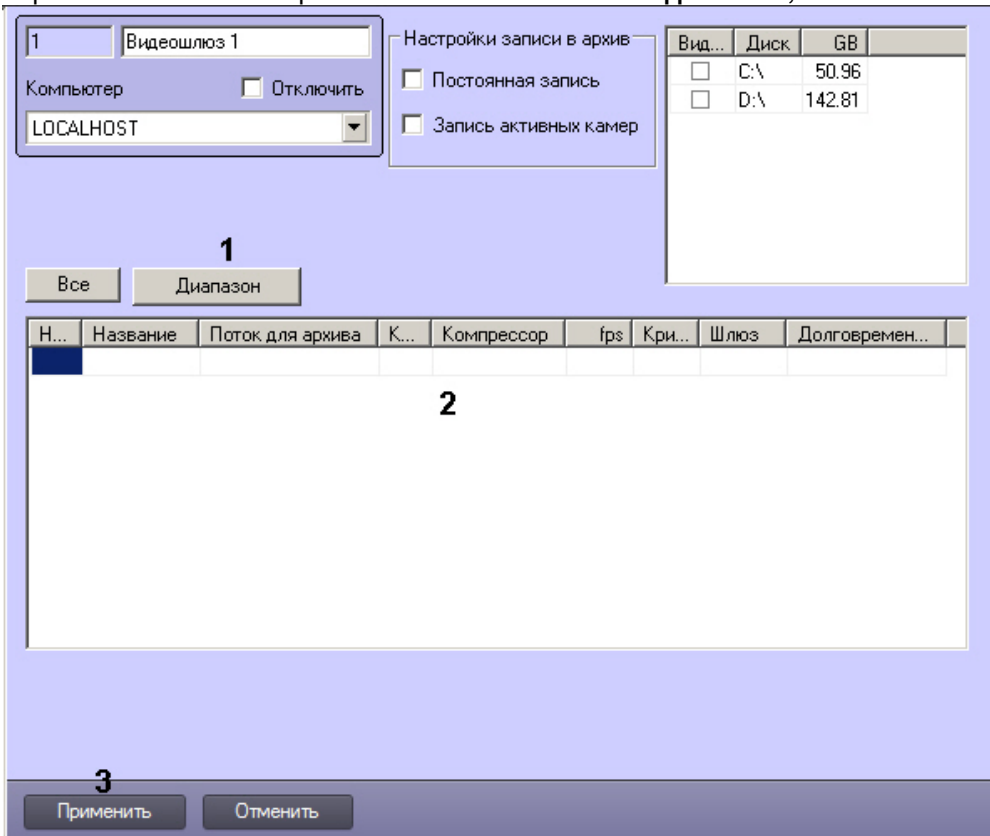 1 Видеошлюз 1
Компьютер Отключить
LOCALHOST
Настройки записи в архив
Постоянная запись
Запись активных камер
Вид... Диск GB
C:\ 50.96
D:\ 142.81
1
Все Диапазон
Н... Название Поток для архива К... Компрессор fps Кри... Шлюз Долговремен...
2
3
Применить Отменить